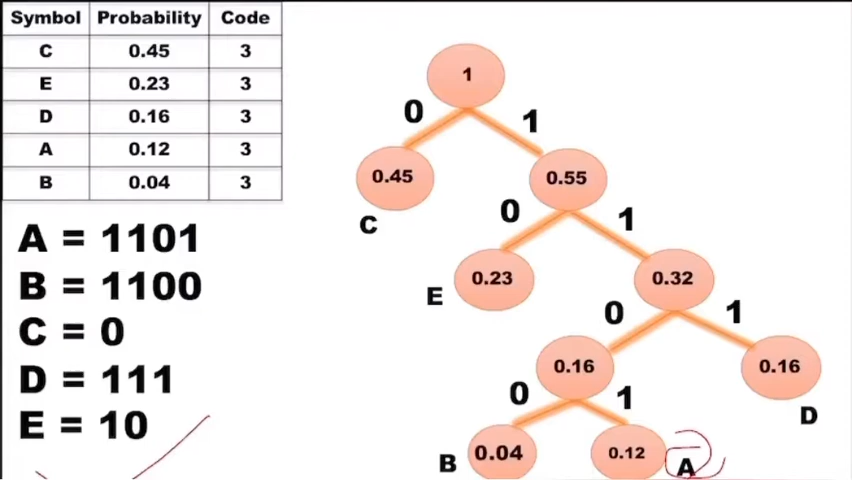 Symbol Probability Code
C 0.45 3
E 0.23 3
D 0.16 3
A 0.12 3
B 0.04 3
A = 1101
B = 1100
C = 0
D = 111
E = 10
1
0 1
0.45 0.55
C
0 1
0.23 0.32
E
0 1
0.16 0.16
D
0 1
0.04 0.12
B A